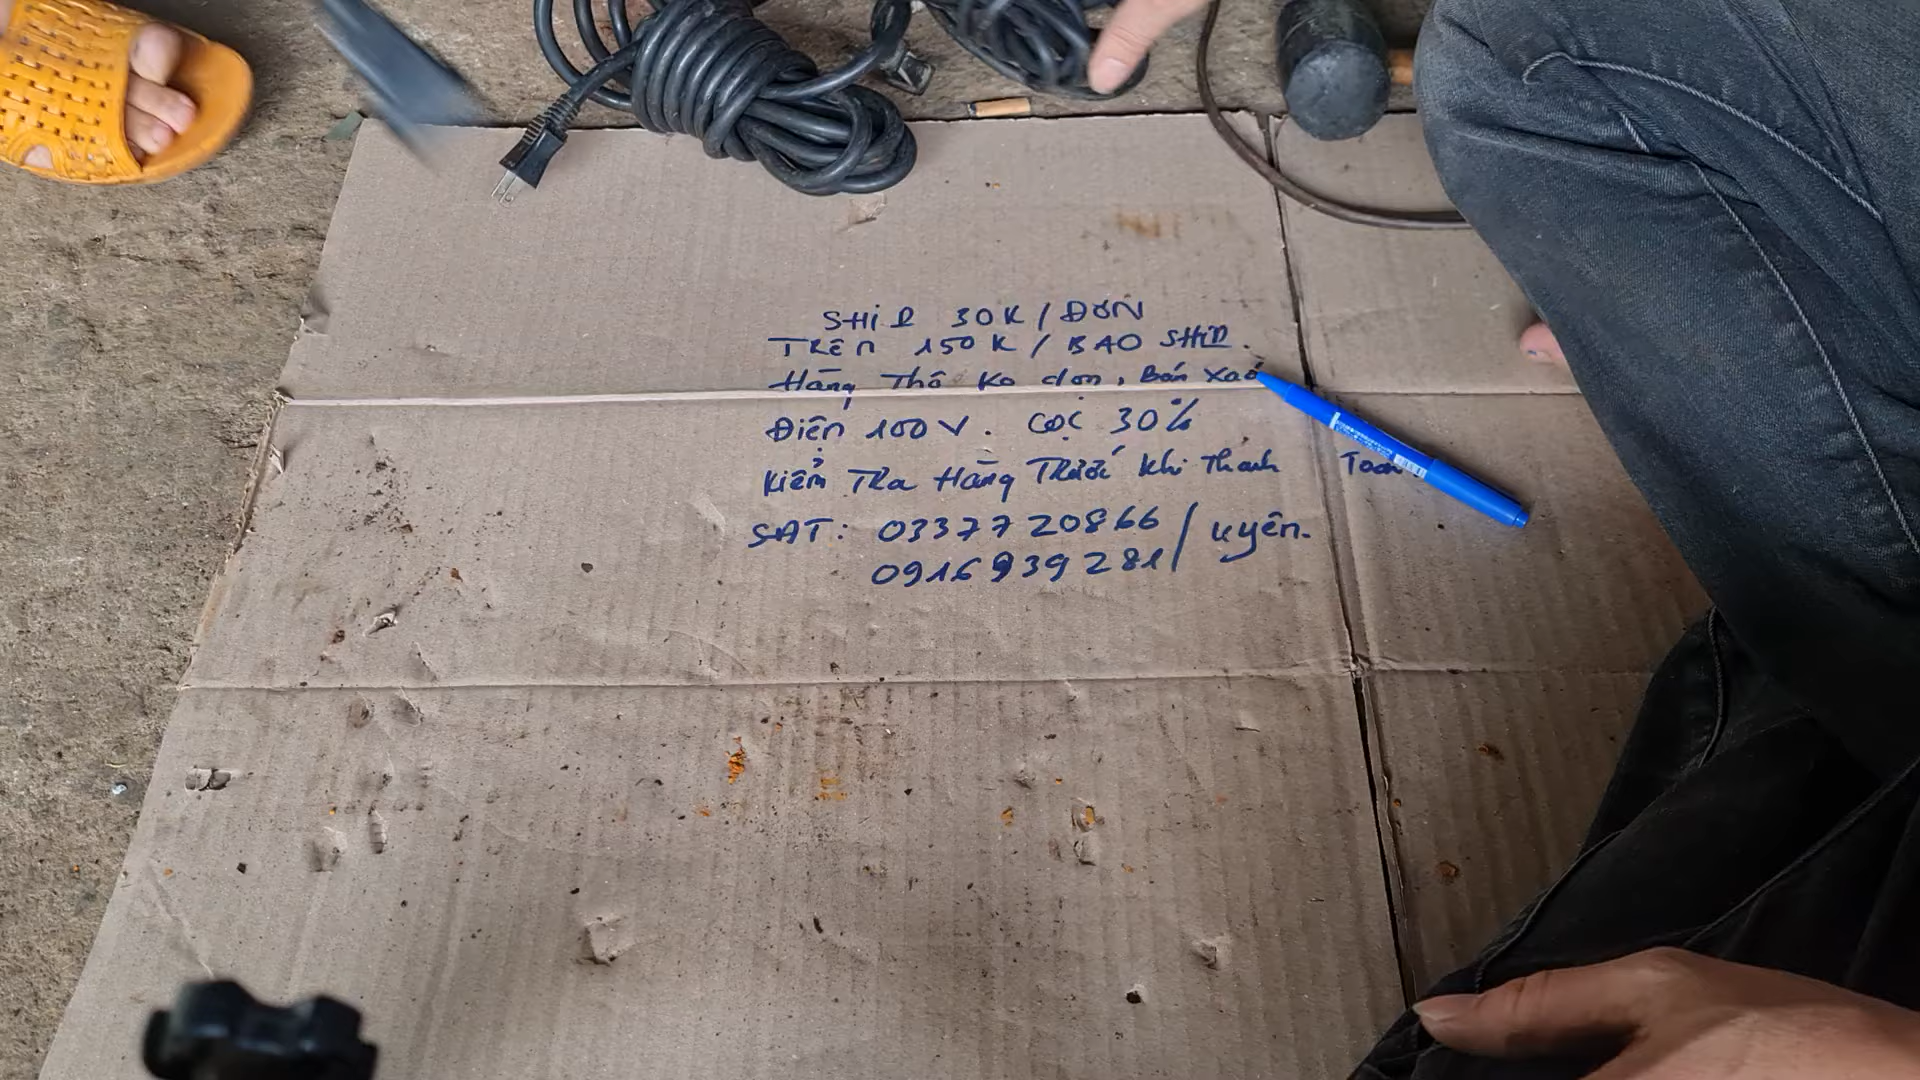 SHiP 30K / ĐƠN
TRÊN 150K / BAO SHIP.
Hàng Thô Ko dọn, Bán Xaó
Điện 100V. CỌC 30%
Kiểm Tra Hàng Trước khi Thanh Toán
SĐT: 0337720866 / Uyên.
0916939281 /